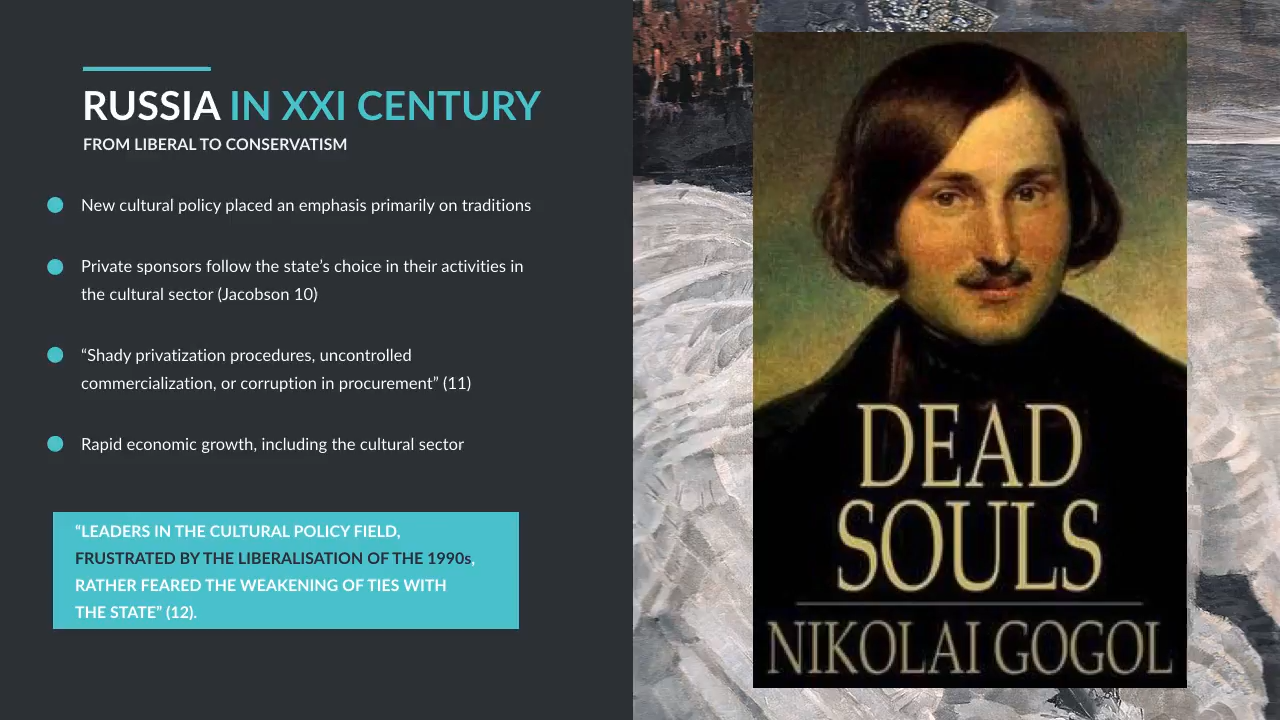 RUSSIA IN XXI CENTURY
FROM LIBERAL TO CONSERVATISM
New cultural policy placed an emphasis primarily on traditions
Private sponsors follow the state’s choice in their activities in
the cultural sector (Jacobson 10)
“Shady privatization procedures, uncontrolled
commercialization, or corruption in procurement” (11)
Rapid economic growth, including the cultural sector
“LEADERS IN THE CULTURAL POLICY FIELD,
FRUSTRATED BY THE LIBERALISATION OF THE 1990s,
RATHER FEARED THE WEAKENING OF TIES WITH
THE STATE” (12).
DEAD
SOULS
NIKOLAI GOGOL